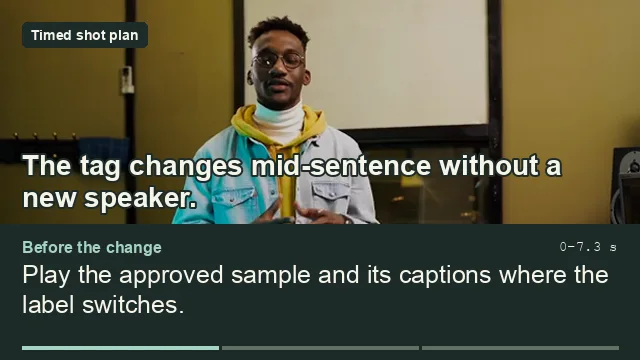 Timed shot plan
The tag changes mid-sentence without a
new speaker.
Before the change
0–7.3 s
Play the approved sample and its captions where the
label switches.